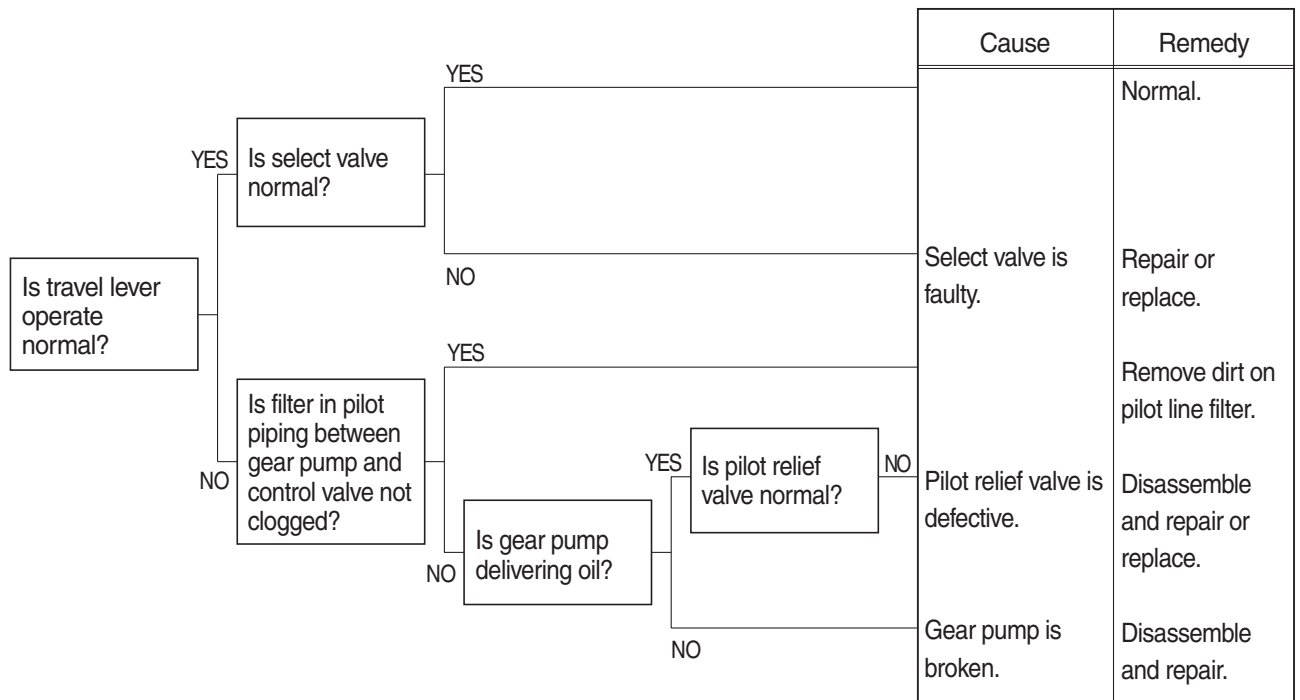 Cause
Remedy
YES
Normal.
YES
Is select valve
normal?
NO
Select valve is
faulty.
Repair or
replace.
Is travel lever
operate
normal?
YES
Remove dirt on
pilot line filter.
NO
Is filter in pilot
piping between
gear pump and
control valve not
clogged?
YES
Is pilot relief
valve normal?
NO
Pilot relief valve is
defective.
Disassemble
and repair or
replace.
NO
Is gear pump
delivering oil?
NO
Gear pump is
broken.
Disassemble
and repair.